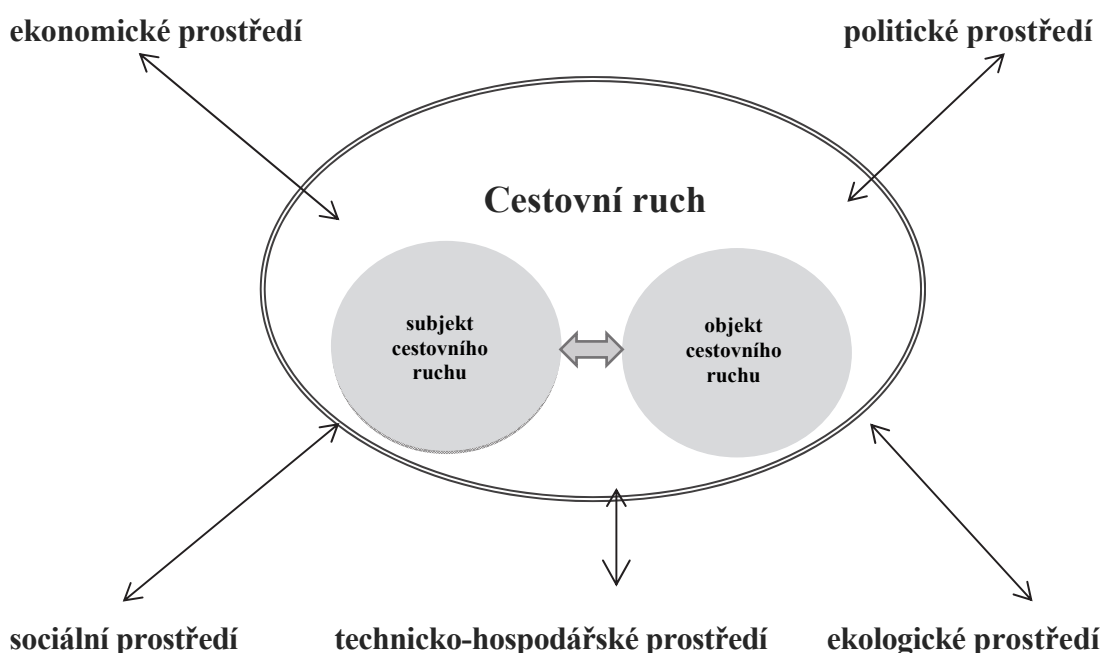 ekonomické prostředí
politické prostředí
Cestovní ruch
subjekt
cestovního
ruchu
objekt
cestovního
ruchu
sociální prostředí
technicko-hospodářské prostředí
ekologické prostředí